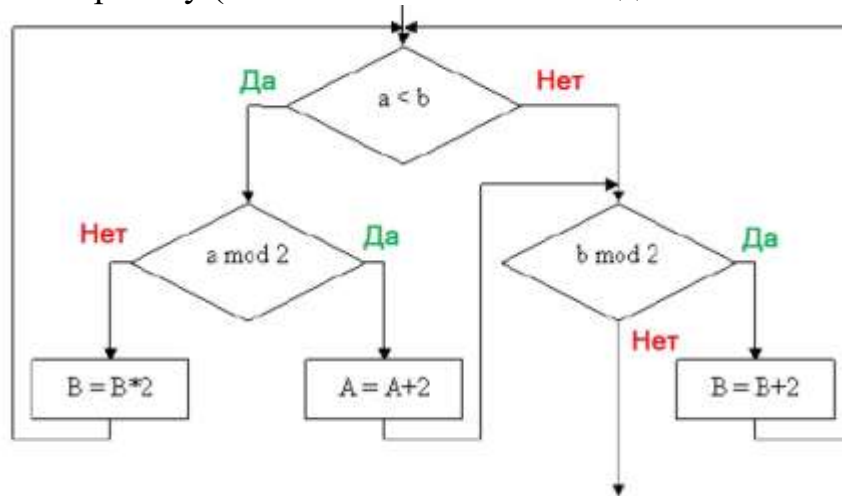 Да
a < b
Нет
Нет
a mod 2
Да
b mod 2
Да
Нет
B = B*2
A = A+2
B = B+2